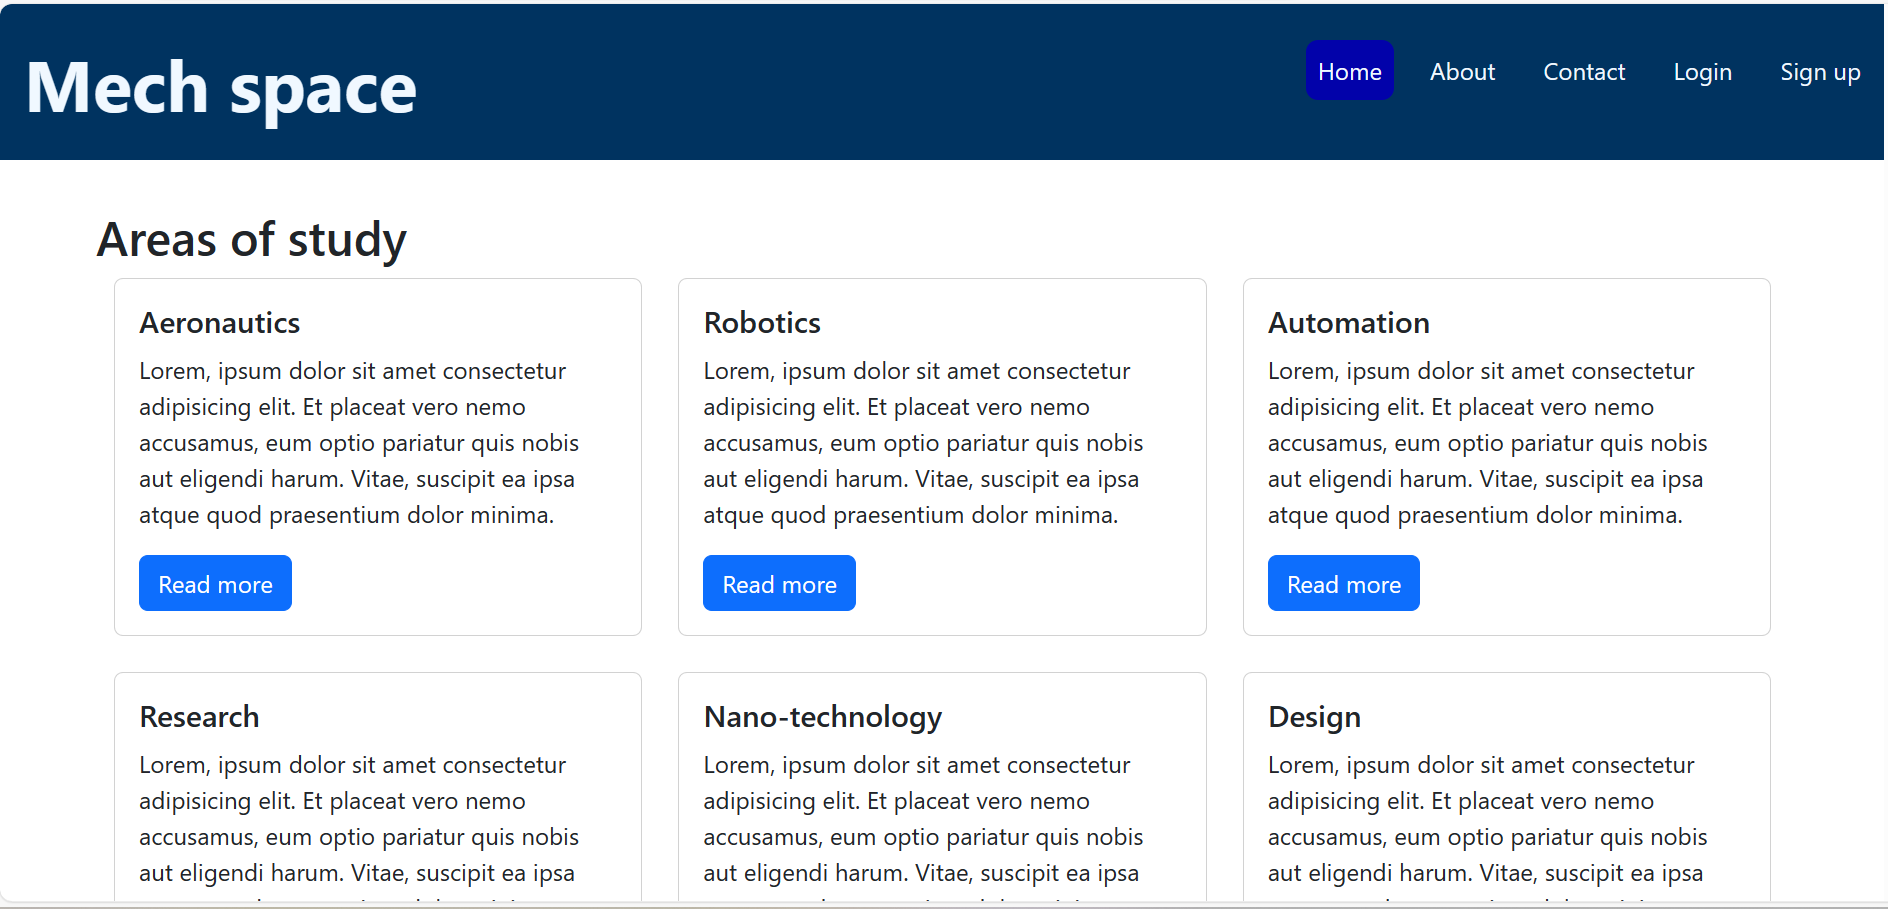 Mech space
Home About Contact Login Sign up
Areas of study
Aeronautics
Lorem, ipsum dolor sit amet consectetur
adipisicing elit. Et placeat vero nemo
accusamus, eum optio pariatur quis nobis
aut eligendi harum. Vitae, suscipit ea ipsa
atque quod praesentium dolor minima.
Read more
Robotics
Lorem, ipsum dolor sit amet consectetur
adipisicing elit. Et placeat vero nemo
accusamus, eum optio pariatur quis nobis
aut eligendi harum. Vitae, suscipit ea ipsa
atque quod praesentium dolor minima.
Read more
Automation
Lorem, ipsum dolor sit amet consectetur
adipisicing elit. Et placeat vero nemo
accusamus, eum optio pariatur quis nobis
aut eligendi harum. Vitae, suscipit ea ipsa
atque quod praesentium dolor minima.
Read more
Research
Lorem, ipsum dolor sit amet consectetur
adipisicing elit. Et placeat vero nemo
accusamus, eum optio pariatur quis nobis
aut eligendi harum. Vitae, suscipit ea ipsa
Nano-technology
Lorem, ipsum dolor sit amet consectetur
adipisicing elit. Et placeat vero nemo
accusamus, eum optio pariatur quis nobis
aut eligendi harum. Vitae, suscipit ea ipsa
Design
Lorem, ipsum dolor sit amet consectetur
adipisicing elit. Et placeat vero nemo
accusamus, eum optio pariatur quis nobis
aut eligendi harum. Vitae, suscipit ea ipsa